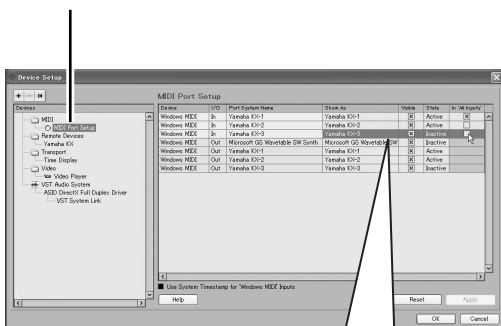 Device Setup
MIDI Port Setup
Devices
MIDI
MIDI Port Setup
Remote Devices
Yamaha KX
Transport
Time Display
Video
Video Player
VST Audio System
ASIO DirectX Full Duplex Driver
VST System Link
Device I/O Port System Name Show As Visible State In 'All Inputs'
Windows MIDI In Yamaha KX-1 Yamaha KX-1 Active
Windows MIDI In Yamaha KX-2 Yamaha KX-2 Active
Windows MIDI In Yamaha KX-3 Yamaha KX-3 Inactive
Windows MIDI Out Microsoft GS Wavetable SW Synth Microsoft GS Wavetable SW Inactive
Windows MIDI Out Yamaha KX-1 Yamaha KX-1 Active
Windows MIDI Out Yamaha KX-2 Yamaha KX-2 Active
Windows MIDI Out Yamaha KX-3 Yamaha KX-3 Inactive
Use System Timestamp for 'Windows MIDI' Inputs
Help Reset Apply
OK Cancel